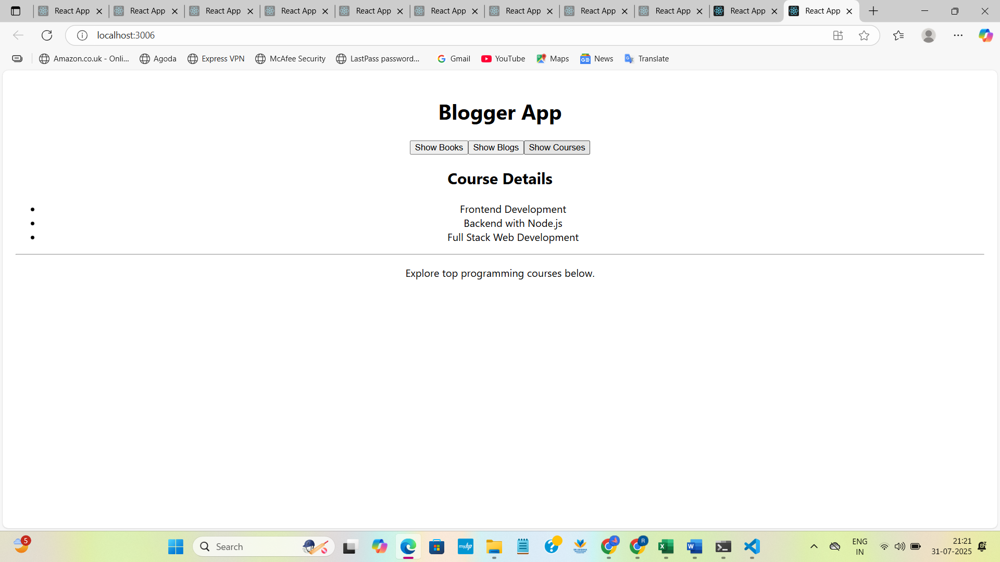 React App React App React App React App React App React App React App React App React App React App React App
localhost:3006
Amazon.co.uk - Onli... Agoda Express VPN McAfee Security LastPass password... Gmail YouTube Maps News Translate
Blogger App
Show Books Show Blogs Show Courses
Course Details
Frontend Development
Backend with Node.js
Full Stack Web Development
Explore top programming courses below.
5
Search
myhp
R
ENG
IN
21:21
31-07-2025